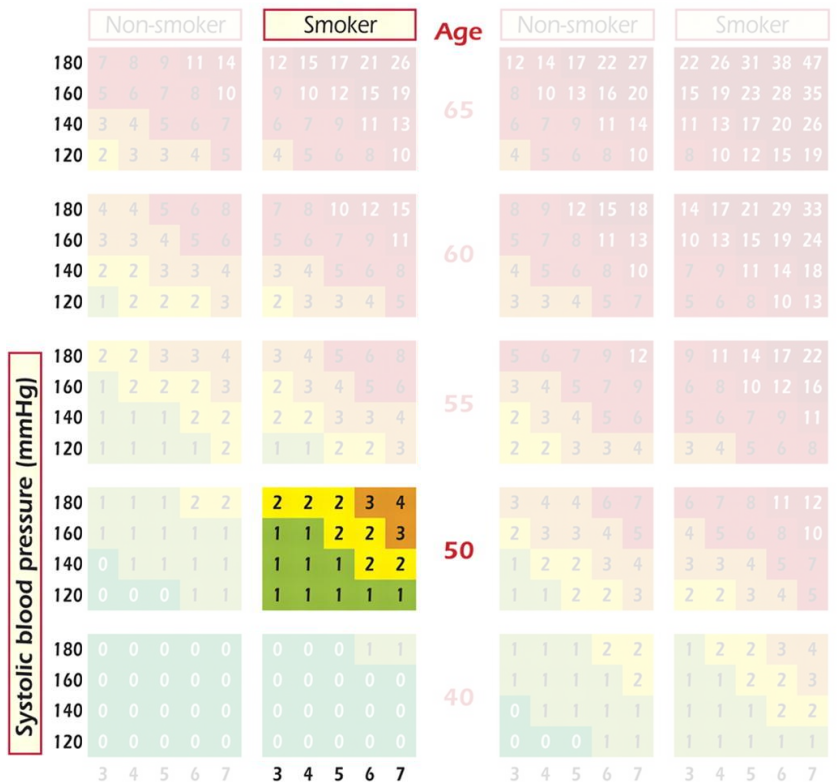 Non-smoker Smoker Age Non-smoker Smoker
180 7 8 9 11 14 12 15 17 21 26 12 14 17 22 27 22 26 31 38 47
160 5 6 7 8 10 9 10 12 15 19 8 10 13 16 20 15 19 23 28 35
65
140 3 4 5 6 7 6 7 9 11 13 6 7 9 11 14 11 13 17 20 26
120 2 3 3 4 5 4 5 6 8 10 4 5 6 8 10 8 10 12 15 19
180 4 4 5 6 8 7 8 10 12 15 8 9 12 15 18 14 17 21 29 33
160 3 3 4 5 6 5 6 7 9 11 5 7 8 11 13 10 13 15 19 24
60
140 2 2 3 3 4 3 4 5 6 8 4 5 6 8 10 7 9 11 14 18
120 1 2 2 2 3 2 3 3 4 5 3 3 4 5 7 5 6 8 10 13
180 2 2 3 3 4 3 4 5 6 8 5 6 7 9 12 9 11 14 17 22
160 1 2 2 2 3 2 3 4 5 6 3 4 5 7 9 6 8 10 12 16
55
140 1 1 1 2 2 2 2 3 3 4 2 3 4 5 6 5 6 7 9 11
120 1 1 1 1 2 1 1 2 2 3 2 2 3 3 4 3 4 5 6 8
180 1 1 1 2 2 2 2 2 3 4 3 4 4 6 7 6 7 8 11 12
160 1 1 1 1 1 1 1 2 2 3 2 3 3 4 5 4 5 6 8 10
50
140 0 1 1 1 1 1 1 1 2 2 1 2 2 3 4 3 3 4 5 7
120 0 0 0 1 1 1 1 1 1 1 1 1 2 2 3 2 2 3 4 5
180 0 0 0 0 0 0 0 0 1 1 1 1 1 2 2 1 2 2 3 4
160 0 0 0 0 0 0 0 0 0 0 1 1 1 1 2 1 1 2 2 3
40
140 0 0 0 0 0 0 0 0 0 0 0 1 1 1 1 1 1 1 2 2
120 0 0 0 0 0 0 0 0 0 0 0 0 0 1 1 1 1 1 1 1
3 4 5 6 7 3 4 5 6 7 3 4 5 6 7 3 4 5 6 7
Systolic blood pressure (mmHg)